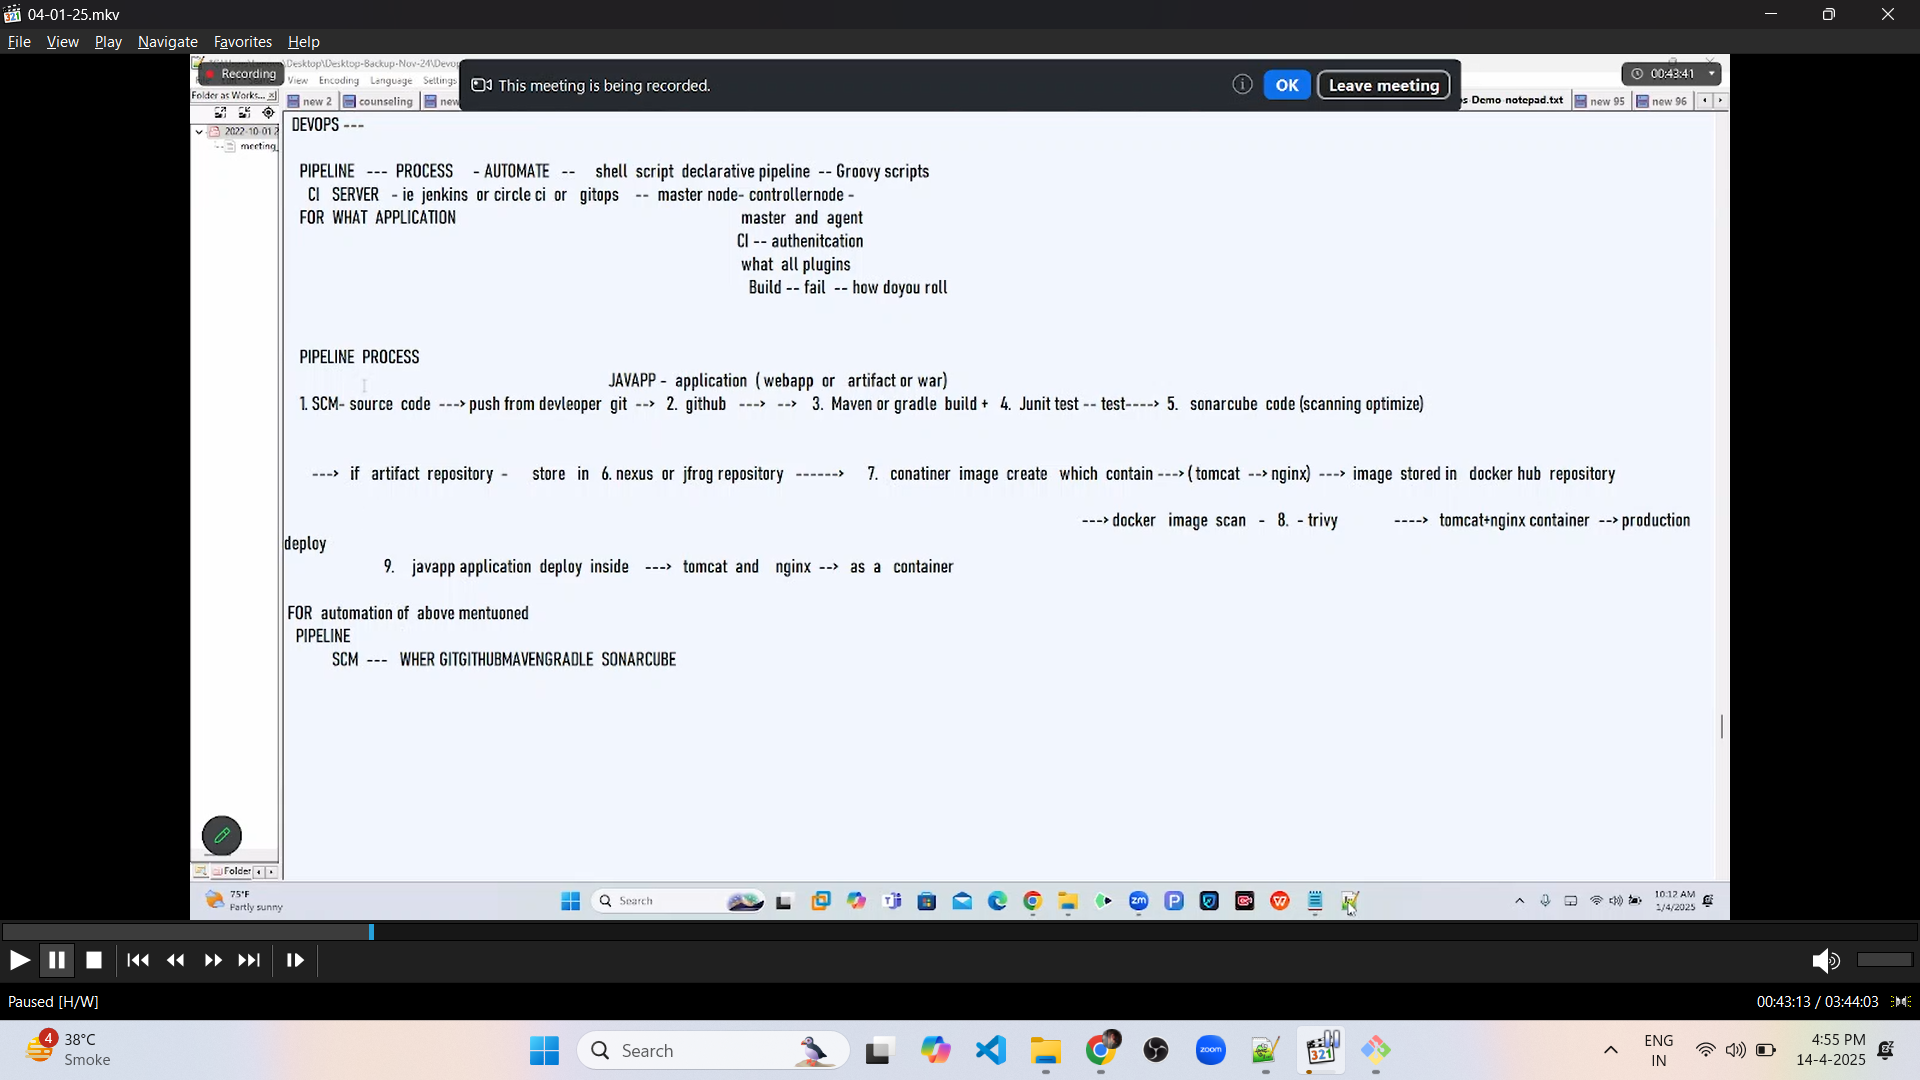 04-01-25.mkv
File View Play Navigate Favorites Help
Recording
\Desktop\Desktop-Backup-Nov-24\Devop
View Encoding Language Settings
This meeting is being recorded.
OK
Leave meeting
00:43:41
Folder as Works...
new 2
counseling
new
s-Demo-notepad.txt
new 95
new 96
2022-10-01 2
meeting_
DEVOPS ---
PIPELINE --- PROCESS - AUTOMATE -- shell script declarative pipeline -- Groovy scripts
CI SERVER - ie jenkins or circle ci or gitops -- master node- controllernode -
FOR WHAT APPLICATION master and agent
CI -- authenitcation
what all plugins
Build -- fail -- how doyou roll
PIPELINE PROCESS
JAVAPP - application ( webapp or artifact or war)
1. SCM- source code ---> push from devleoper git --> 2. github ---> --> 3. Maven or gradle build + 4. Junit test -- test----> 5. sonarcube code (scanning optimize)
---> if artifact repository - store in 6. nexus or jfrog repository ------> 7. conatiner image create which contain ---> ( tomcat --> nginx) ---> image stored in docker hub repository
---> docker image scan - 8. - trivy ----> tomcat+nginx container --> production
deploy
9. javapp application deploy inside ---> tomcat and nginx --> as a container
FOR automation of above mentuoned
PIPELINE
SCM --- WHER GITGITHUBMAVENGRADLE SONARCUBE
Folder
75°F
Partly sunny
Search
10:12 AM
1/4/2025
Paused [H/W]
00:43:13 / 03:44:03
4
38°C
Smoke
Search
zoom
321
ENG
IN
4:55 PM
14-4-2025